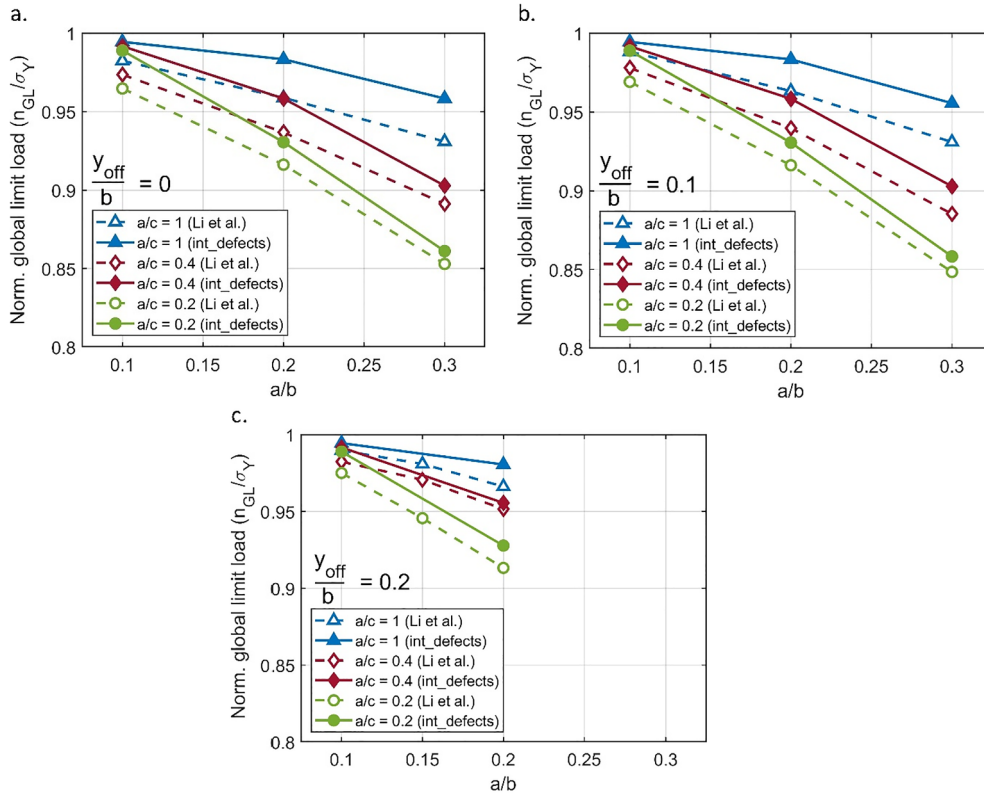 a.
Norm. global limit load (n_GL/σ_Y)
1
0.95
0.9
0.85
0.8
y_off/b = 0
a/c = 1 (Li et al.)
a/c = 1 (int_defects)
a/c = 0.4 (Li et al.)
a/c = 0.4 (int_defects)
a/c = 0.2 (Li et al.)
a/c = 0.2 (int_defects)
0.1 0.15 0.2 0.25 0.3
a/b
b.
Norm. global limit load (n_GL/σ_Y)
1
0.95
0.9
0.85
0.8
y_off/b = 0.1
a/c = 1 (Li et al.)
a/c = 1 (int_defects)
a/c = 0.4 (Li et al.)
a/c = 0.4 (int_defects)
a/c = 0.2 (Li et al.)
a/c = 0.2 (int_defects)
0.1 0.15 0.2 0.25 0.3
a/b
c.
Norm. global limit load (n_GL/σ_Y)
1
0.95
0.9
0.85
0.8
y_off/b = 0.2
a/c = 1 (Li et al.)
a/c = 1 (int_defects)
a/c = 0.4 (Li et al.)
a/c = 0.4 (int_defects)
a/c = 0.2 (Li et al.)
a/c = 0.2 (int_defects)
0.1 0.15 0.2 0.25 0.3
a/b